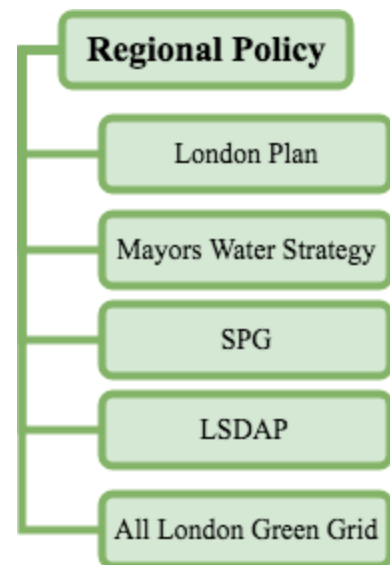 Regional Policy
London Plan
Mayors Water Strategy
SPG
LSDAP
All London Green Grid